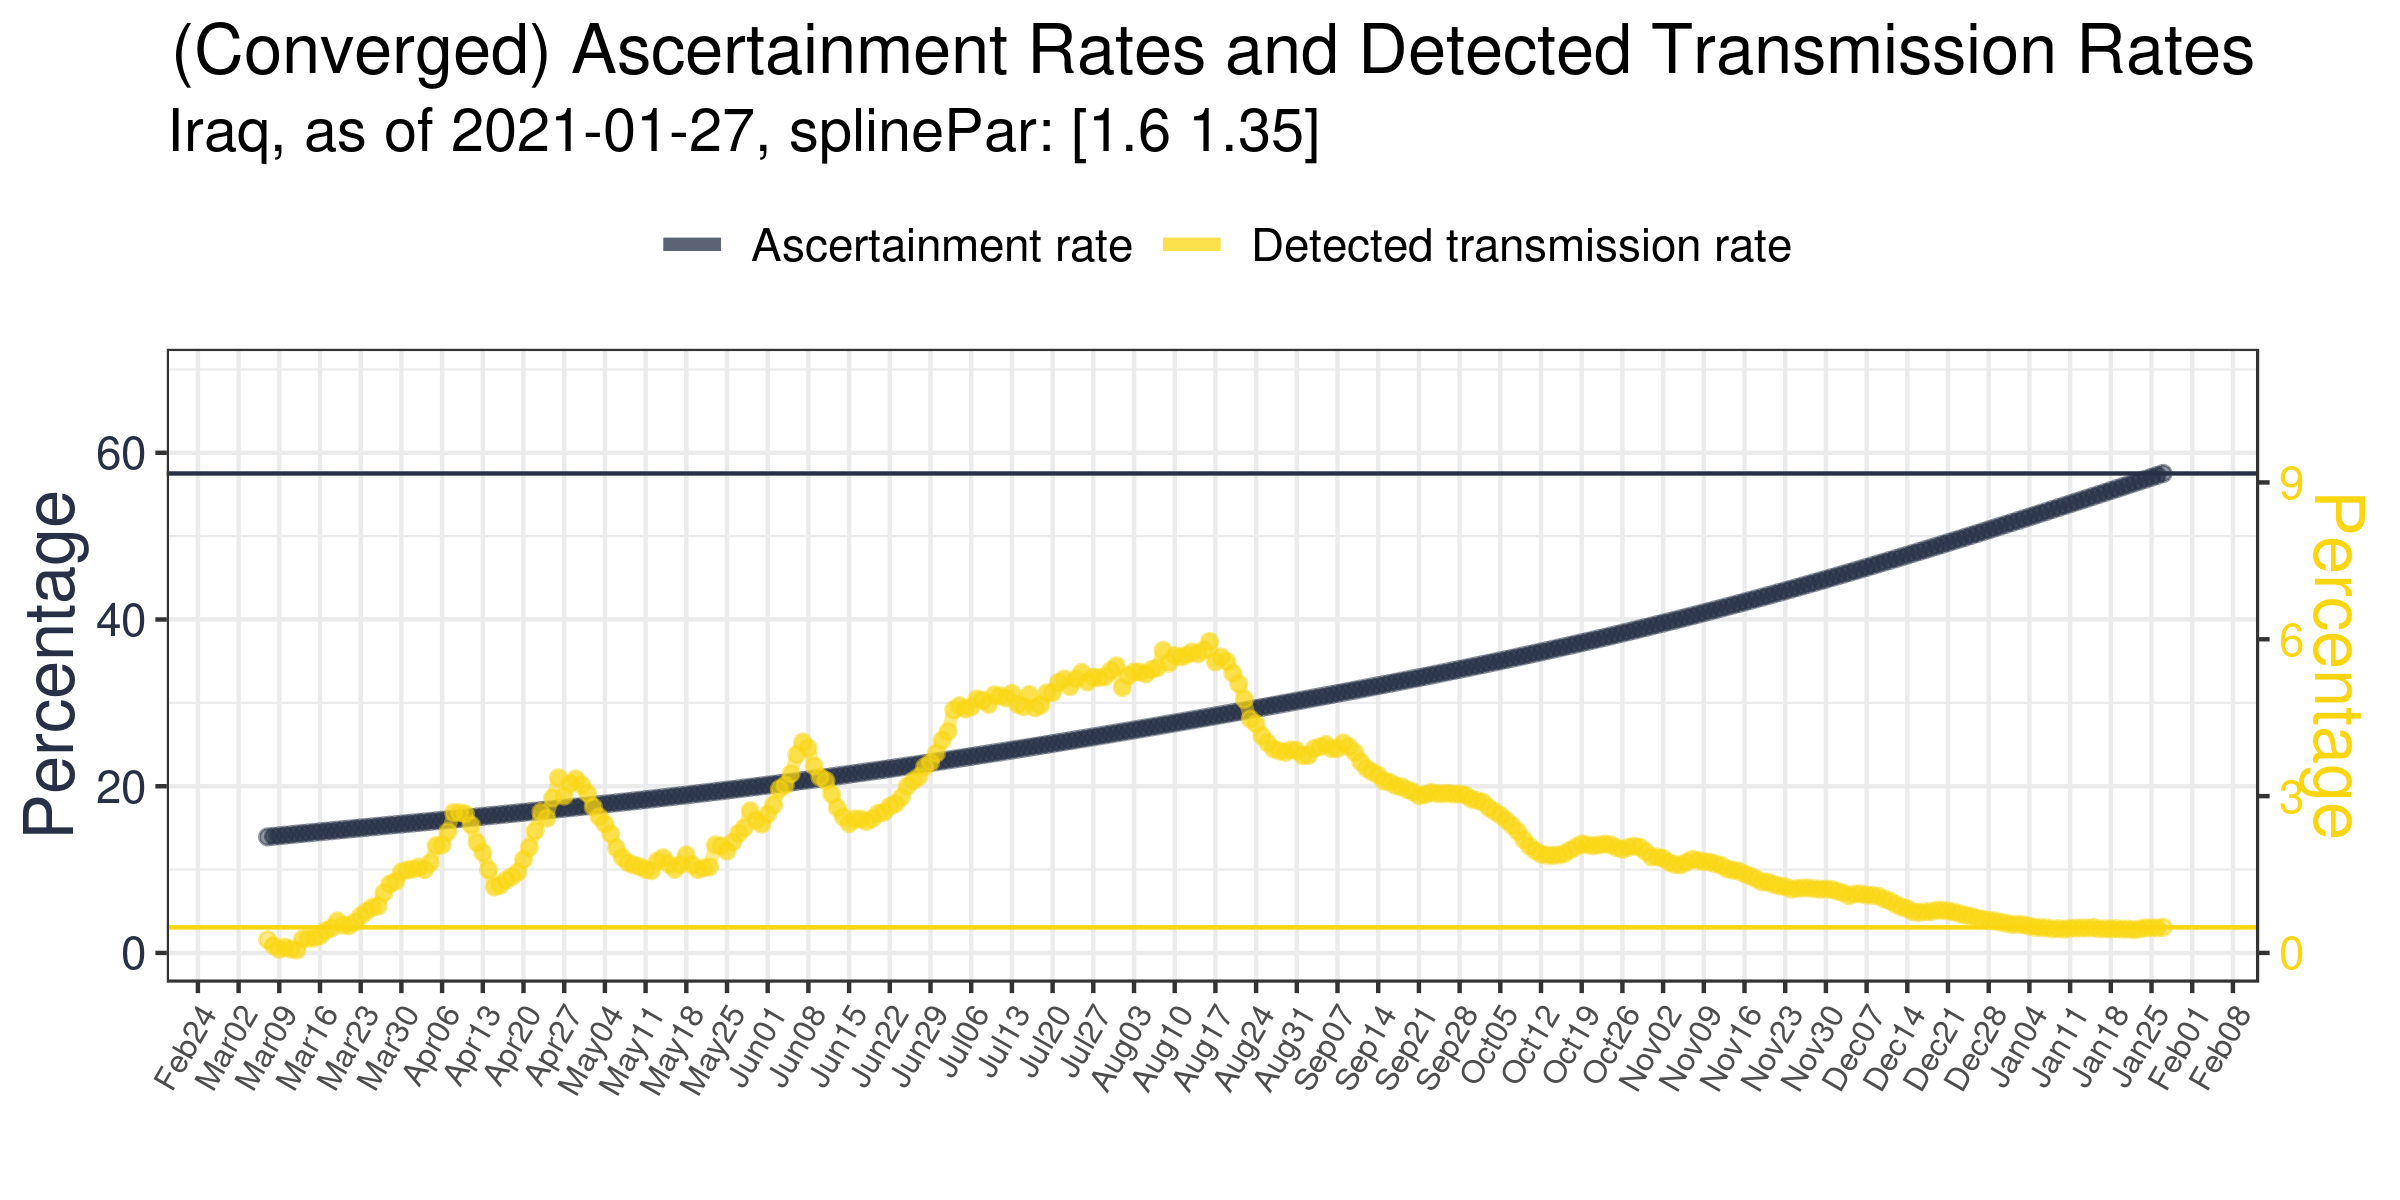 (Converged) Ascertainment Rates and Detected Transmission Rates
Iraq, as of 2021-01-27, splinePar: [1.6 1.35]
Ascertainment rate
Detected transmission rate
Percentage
60
40
20
0
9
6
3
0
Percentage
Feb24
Mar02
Mar09
Mar16
Mar23
Mar30
Apr06
Apr13
Apr20
Apr27
May04
May11
May18
May25
Jun01
Jun08
Jun15
Jun22
Jun29
Jul06
Jul13
Jul20
Jul27
Aug03
Aug10
Aug17
Aug24
Aug31
Sep07
Sep14
Sep21
Sep28
Oct05
Oct12
Oct19
Oct26
Nov02
Nov09
Nov16
Nov23
Nov30
Dec07
Dec14
Dec21
Dec28
Jan04
Jan11
Jan18
Jan25
Feb01
Feb08